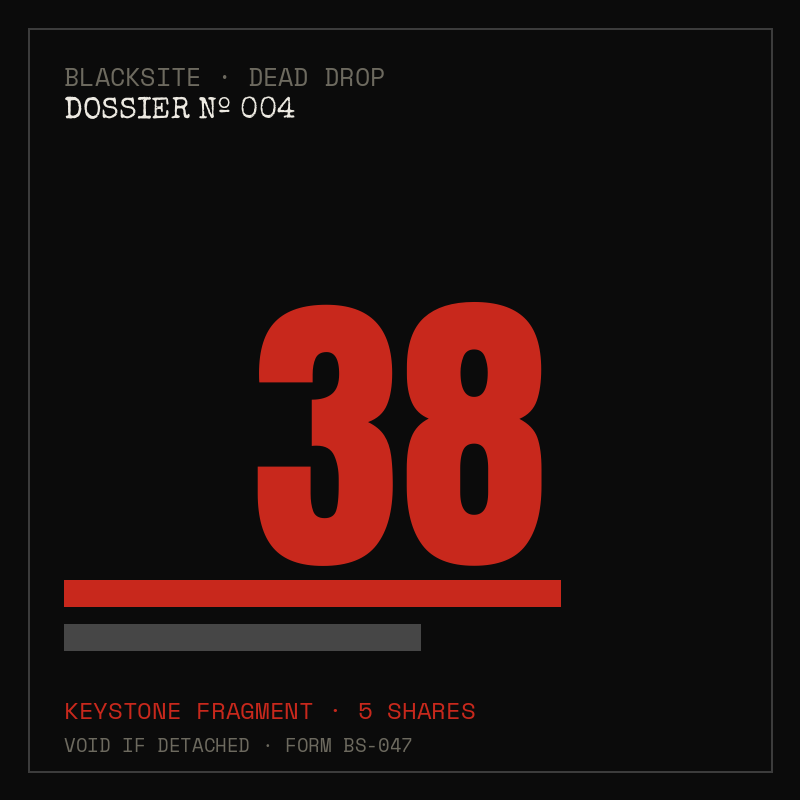 BLACKSITE · DEAD DROP
DOSSIER Nº 004
38
KEYSTONE FRAGMENT · 5 SHARES
VOID IF DETACHED · FORM BS-047